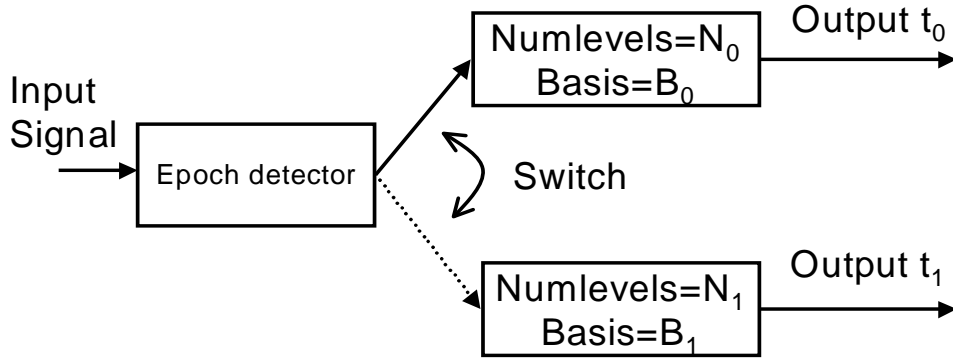 Input
Signal
Epoch detector
Numlevels=N₀
Basis=B₀
Output t₀
Switch
Numlevels=N₁
Basis=B₁
Output t₁